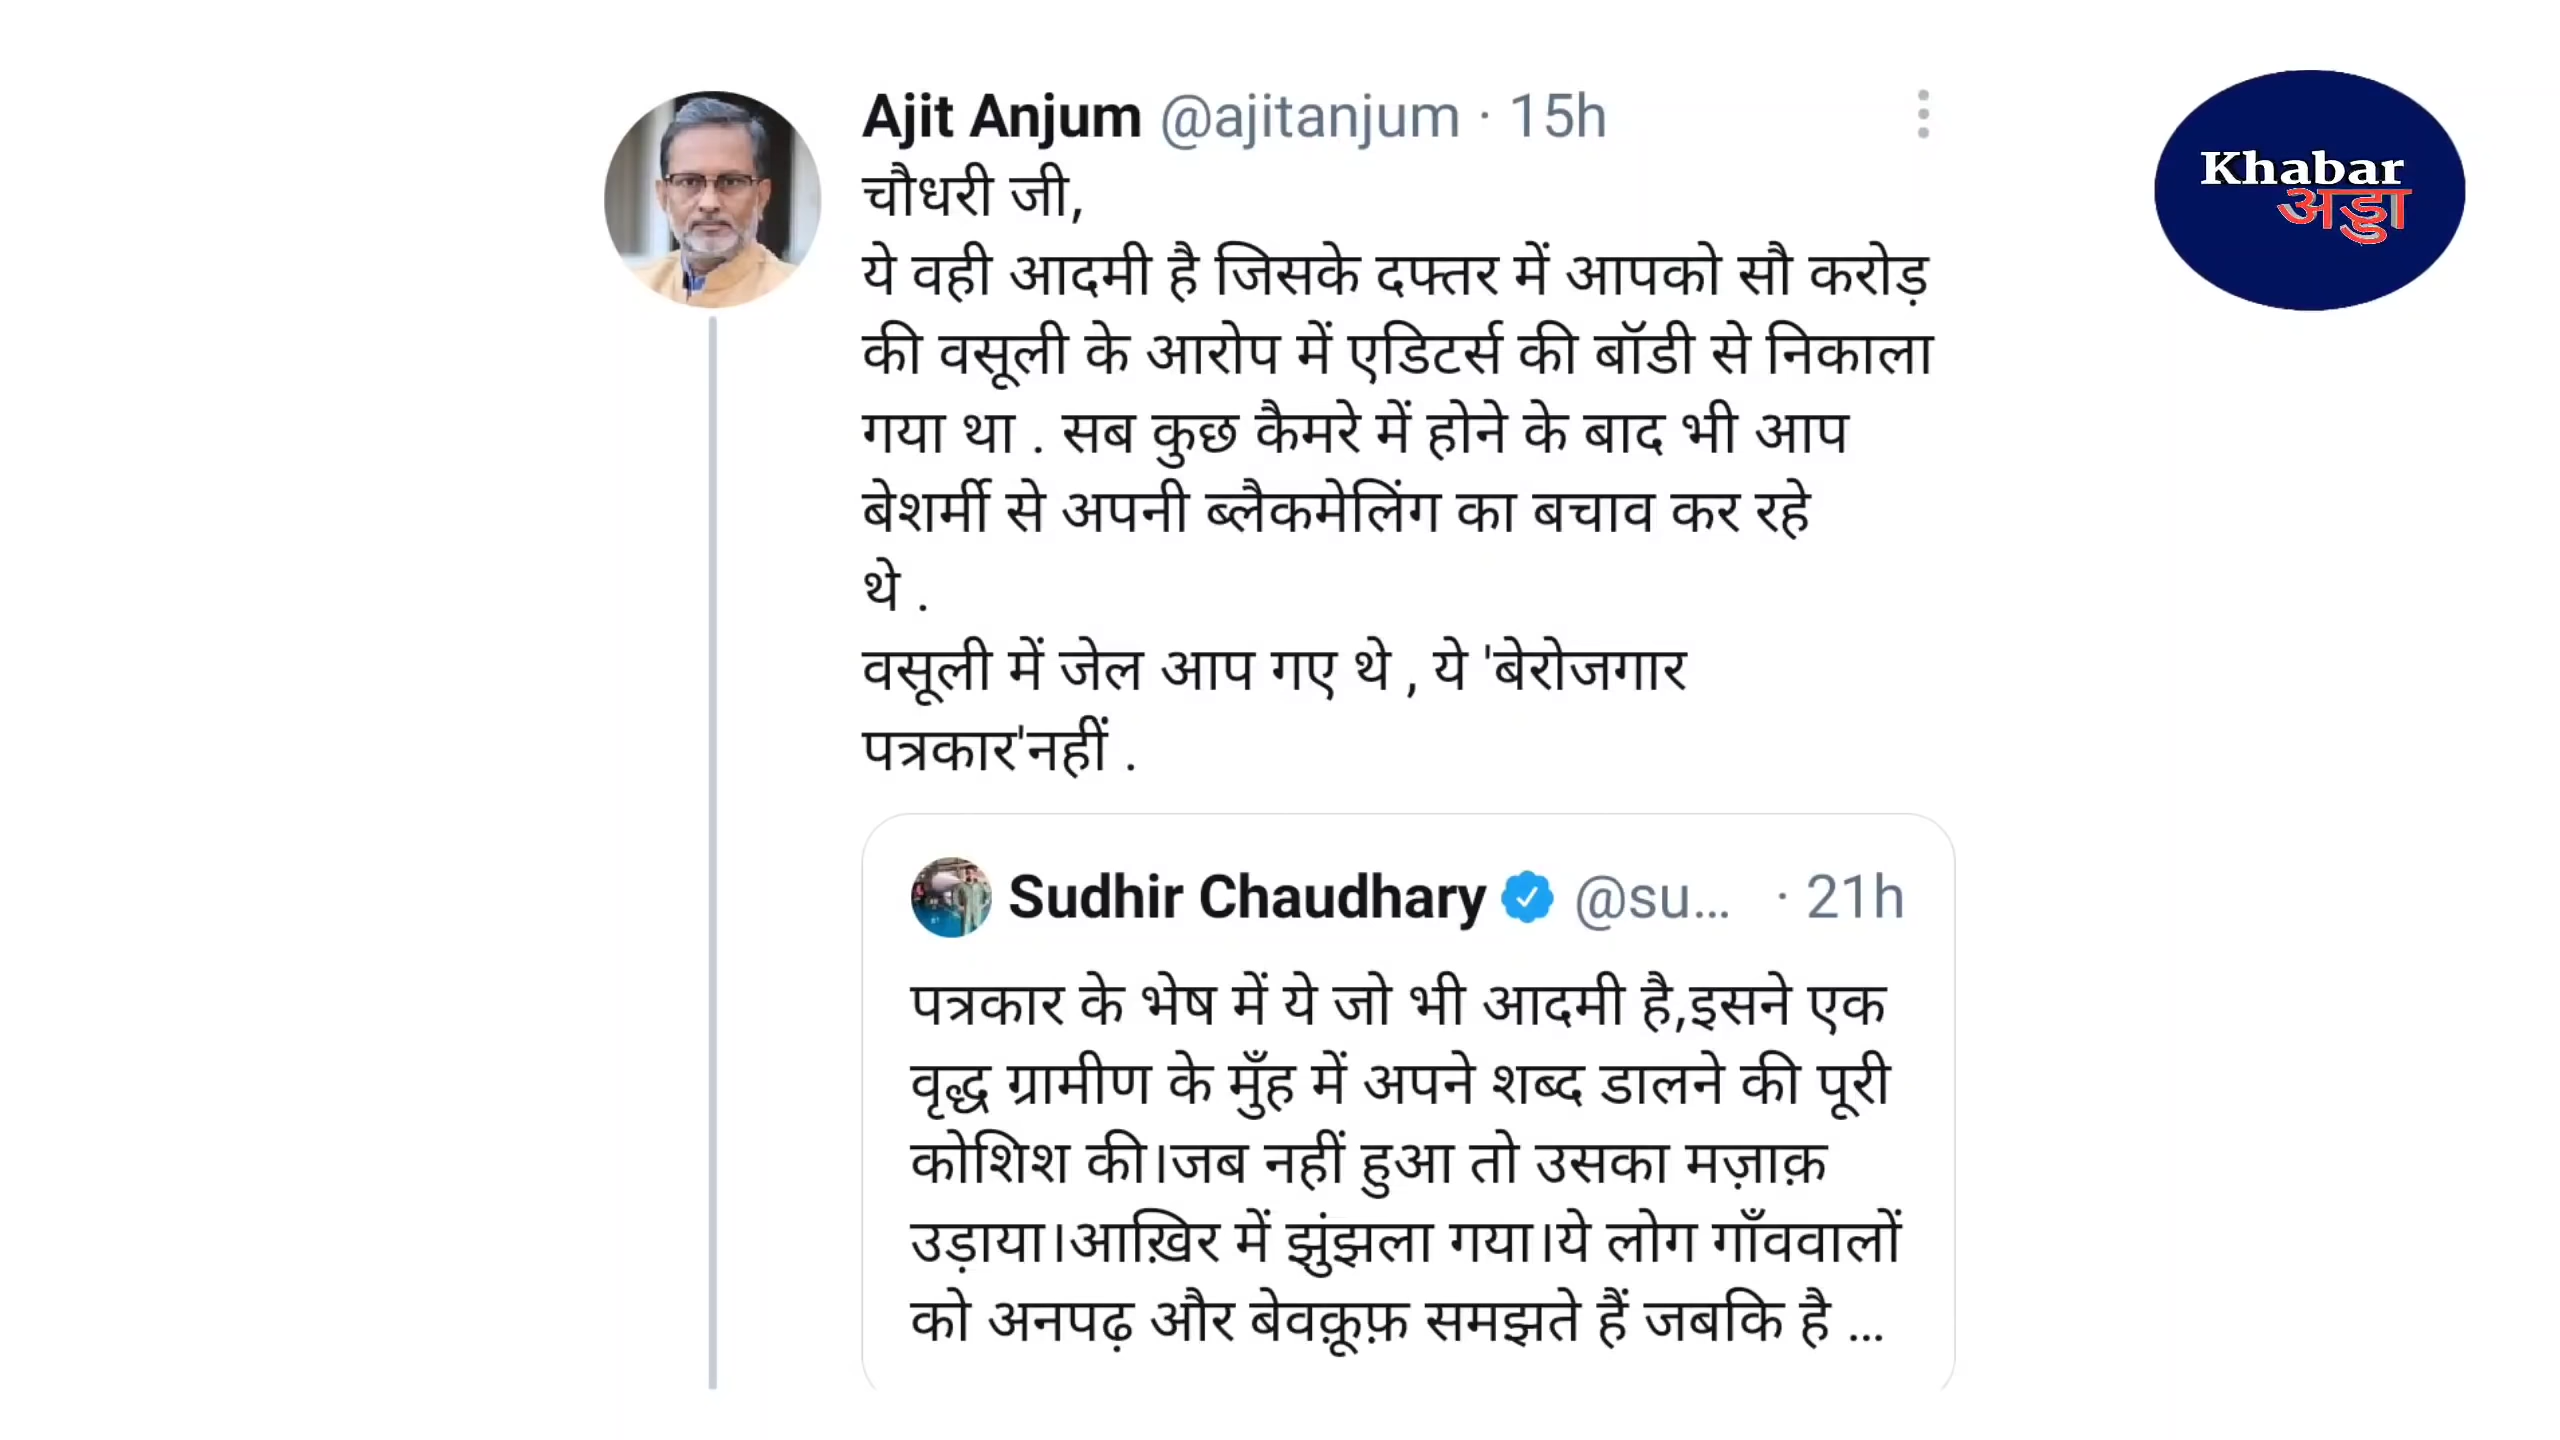 Ajit Anjum @ajitanjum · 15h
Khabar
अड्डा
चौधरी जी,
ये वही आदमी है जिसके दफ्तर में आपको सौ करोड़
की वसूली के आरोप में एडिटर्स की बॉडी से निकाला
गया था . सब कुछ कैमरे में होने के बाद भी आप
बेशर्मी से अपनी ब्लैकमेलिंग का बचाव कर रहे
थे .
वसूली में जेल आप गए थे , ये 'बेरोजगार
पत्रकार'नहीं .
Sudhir Chaudhary @su... · 21h
पत्रकार के भेष में ये जो भी आदमी है,इसने एक
वृद्ध ग्रामीण के मुँह में अपने शब्द डालने की पूरी
कोशिश की।जब नहीं हुआ तो उसका मज़ाक़
उड़ाया।आख़िर में झुंझला गया।ये लोग गाँववालों
को अनपढ़ और बेवक़ूफ़ समझते हैं जबकि है ...